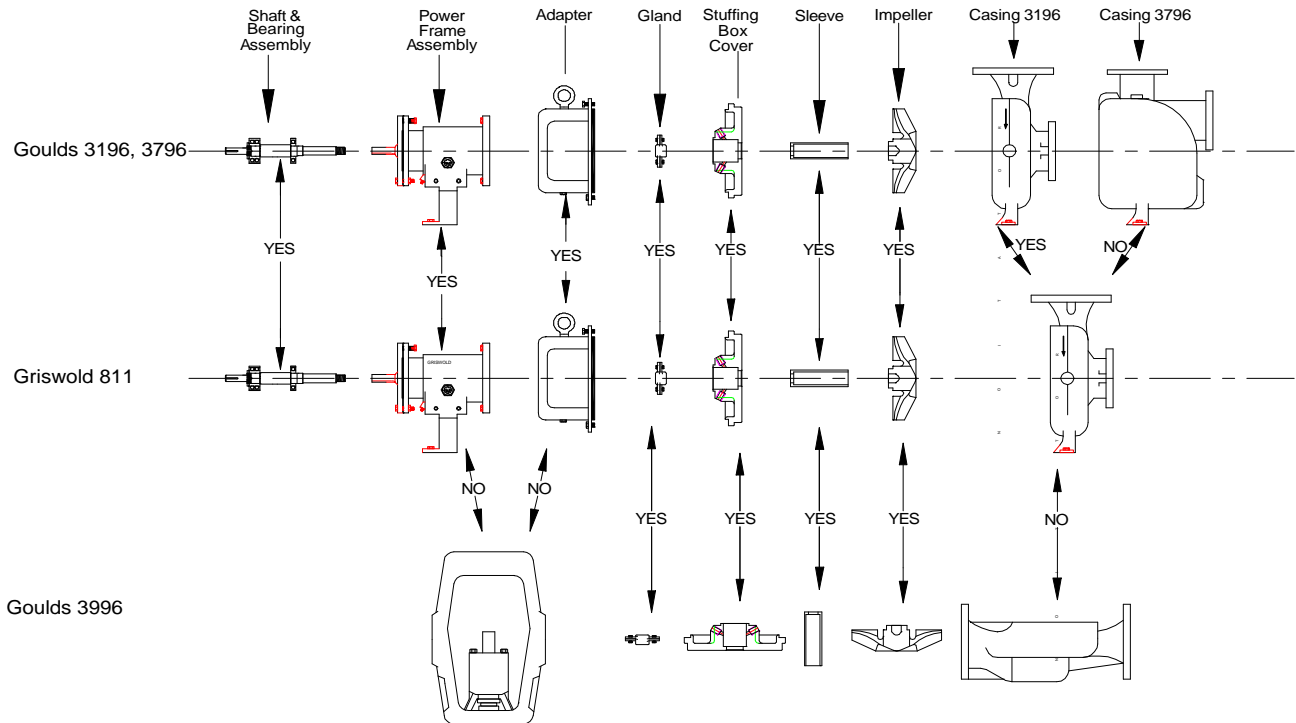 Shaft &
Bearing
Assembly
Power
Frame
Assembly
Adapter
Gland
Stuffing
Box
Cover
Sleeve
Impeller
Casing 3196
Casing 3796
Goulds 3196, 3796
YES
YES
YES
YES
YES
YES
YES
YES
NO
Griswold 811
GRISWOLD
NO
NO
YES
YES
YES
YES
NO
Goulds 3996